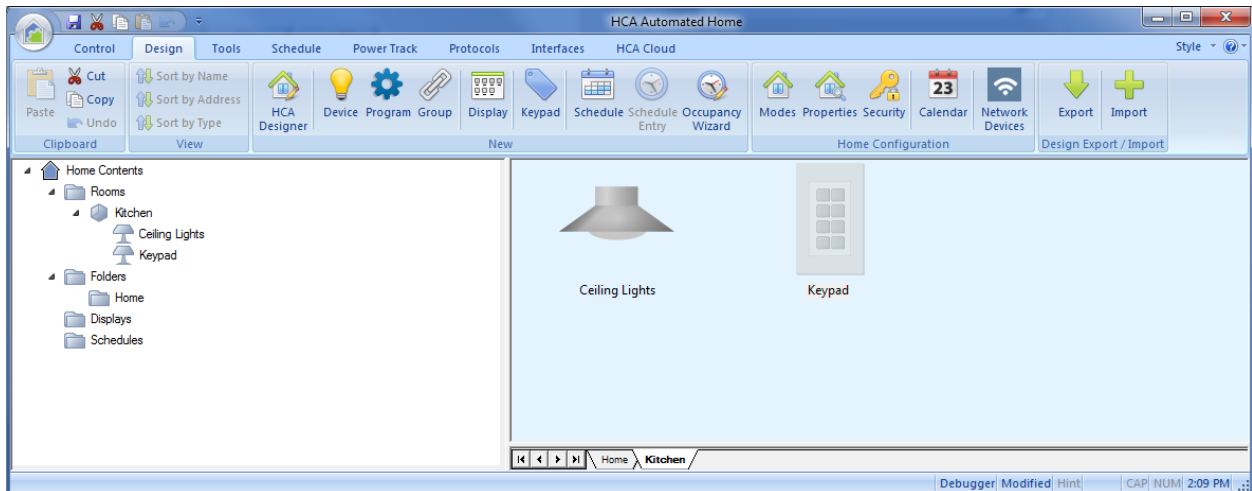 HCA Automated Home
Control Design Tools Schedule Power Track Protocols Interfaces HCA Cloud Style
Paste
Cut
Copy
Undo
Clipboard
Sort by Name
Sort by Address
Sort by Type
View
HCA
Designer
Device
Program
Group
Display
Keypad
Schedule
Schedule
Entry
Occupancy
Wizard
New
Modes
Properties
Security
23
Calendar
Network
Devices
Home Configuration
Export
Import
Design Export / Import
Home Contents
Rooms
Kitchen
Ceiling Lights
Keypad
Folders
Home
Displays
Schedules
Ceiling Lights
Keypad
Home Kitchen
Debugger Modified Hint CAP NUM 2:09 PM